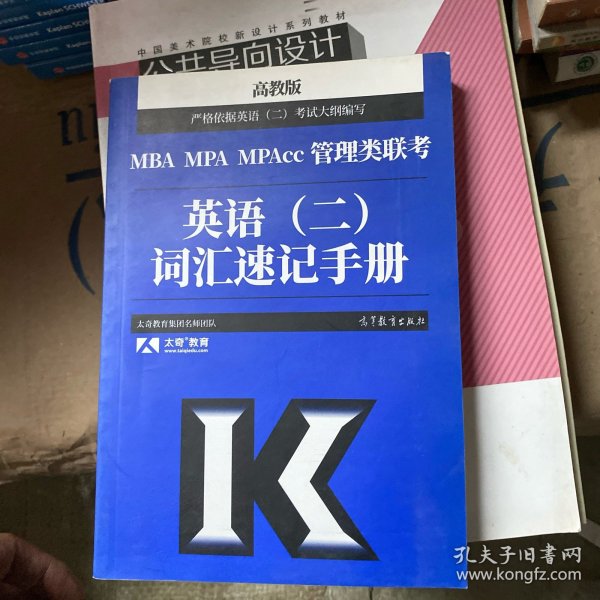 中国美术院校新设计系列教材
公共导向设计
高教版
严格依据英语（二）考试大纲编写
MBA MPA MPAcc 管理类联考
英语（二）
词汇速记手册
太奇教育集团名师团队
高等教育出版社
太奇®教育
www.taiqiedu.com
K
孔夫子旧书网
www.kongfz.com